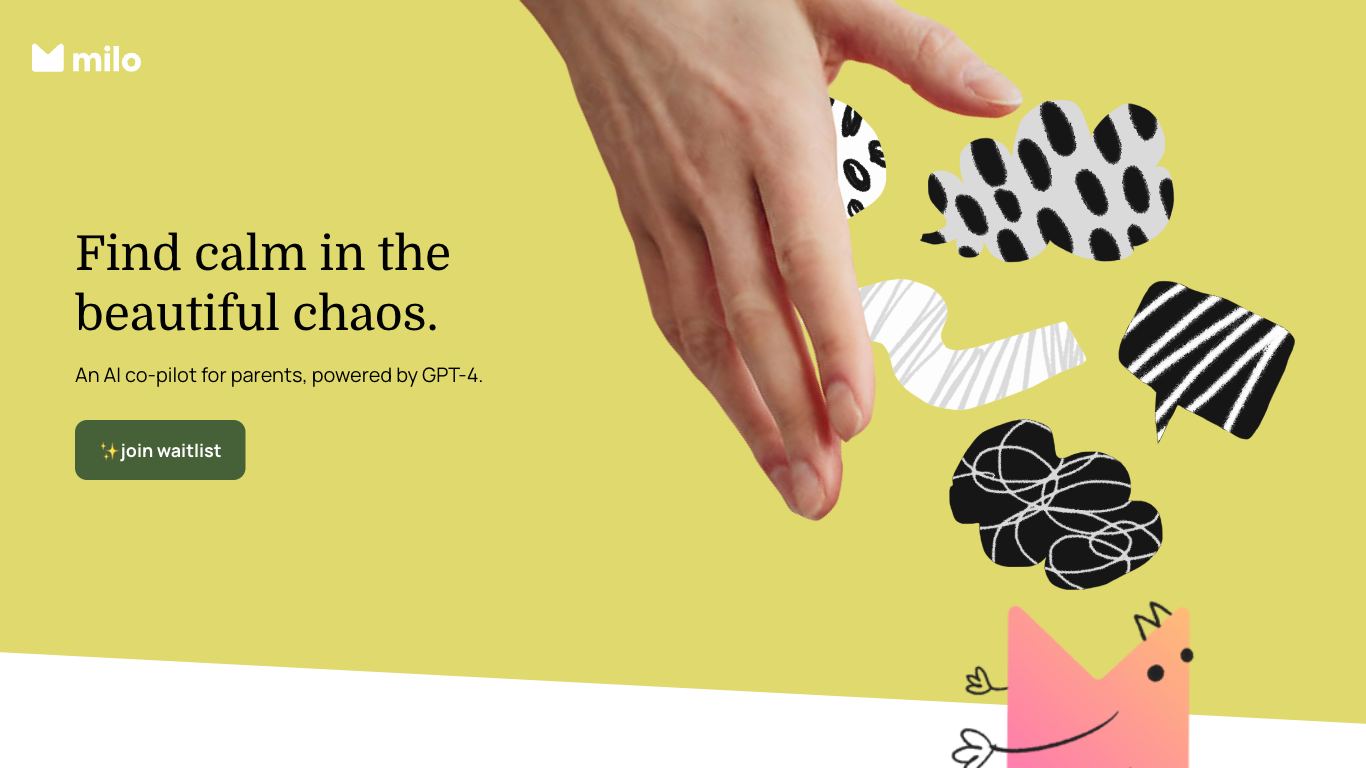 milo
Find calm in the
beautiful chaos.
An AI co-pilot for parents, powered by GPT-4.
✨join waitlist